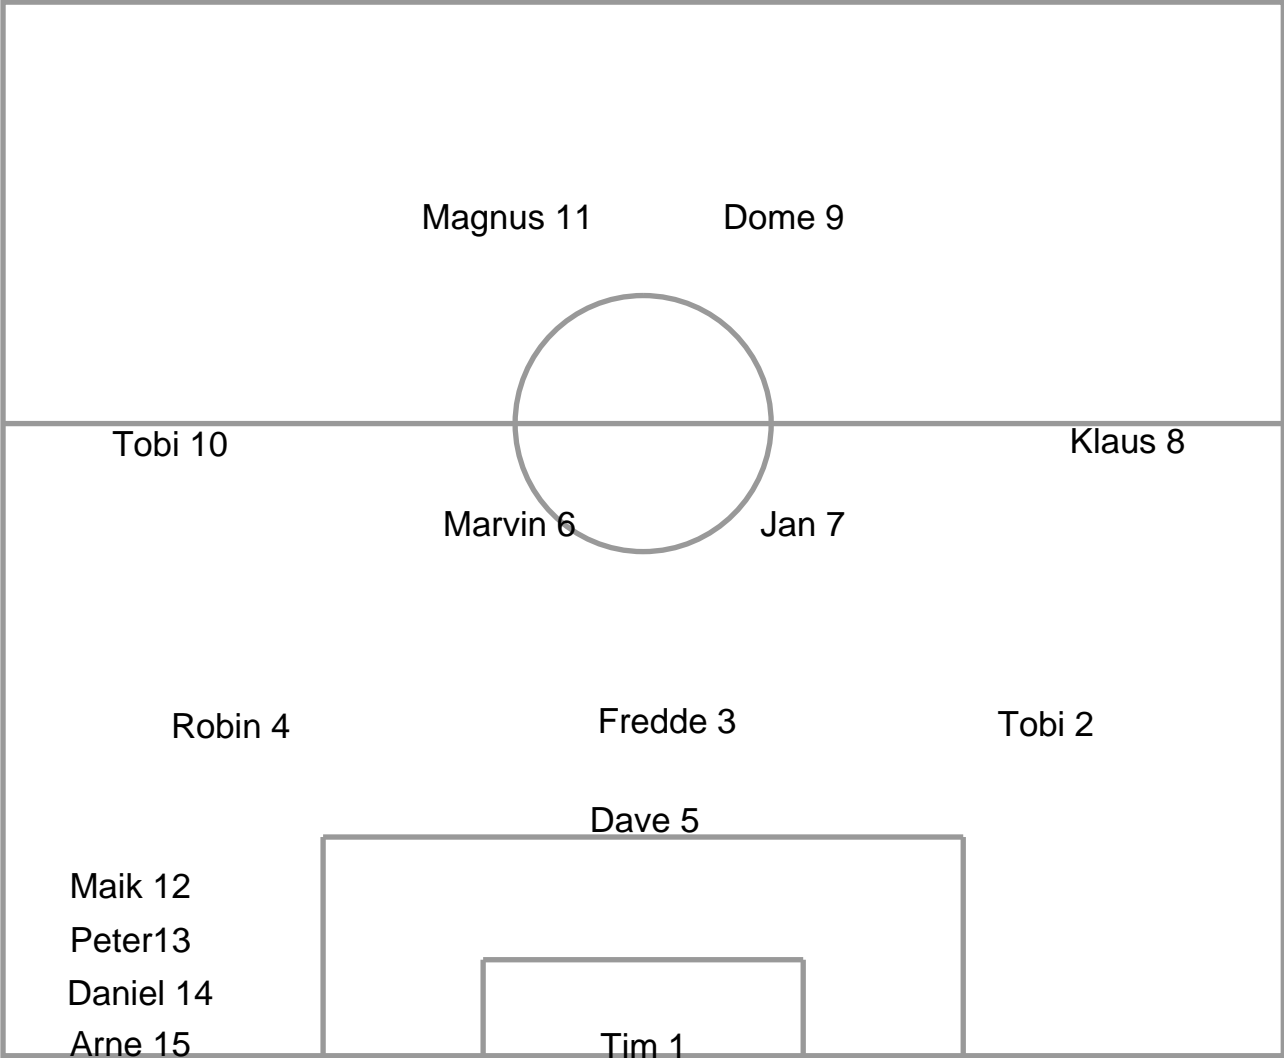 Magnus 11
Dome 9
Tobi 10
Klaus 8
Marvin 6
Jan 7
Robin 4
Fredde 3
Tobi 2
Dave 5
Maik 12
Peter13
Daniel 14
Arne 15
Tim 1